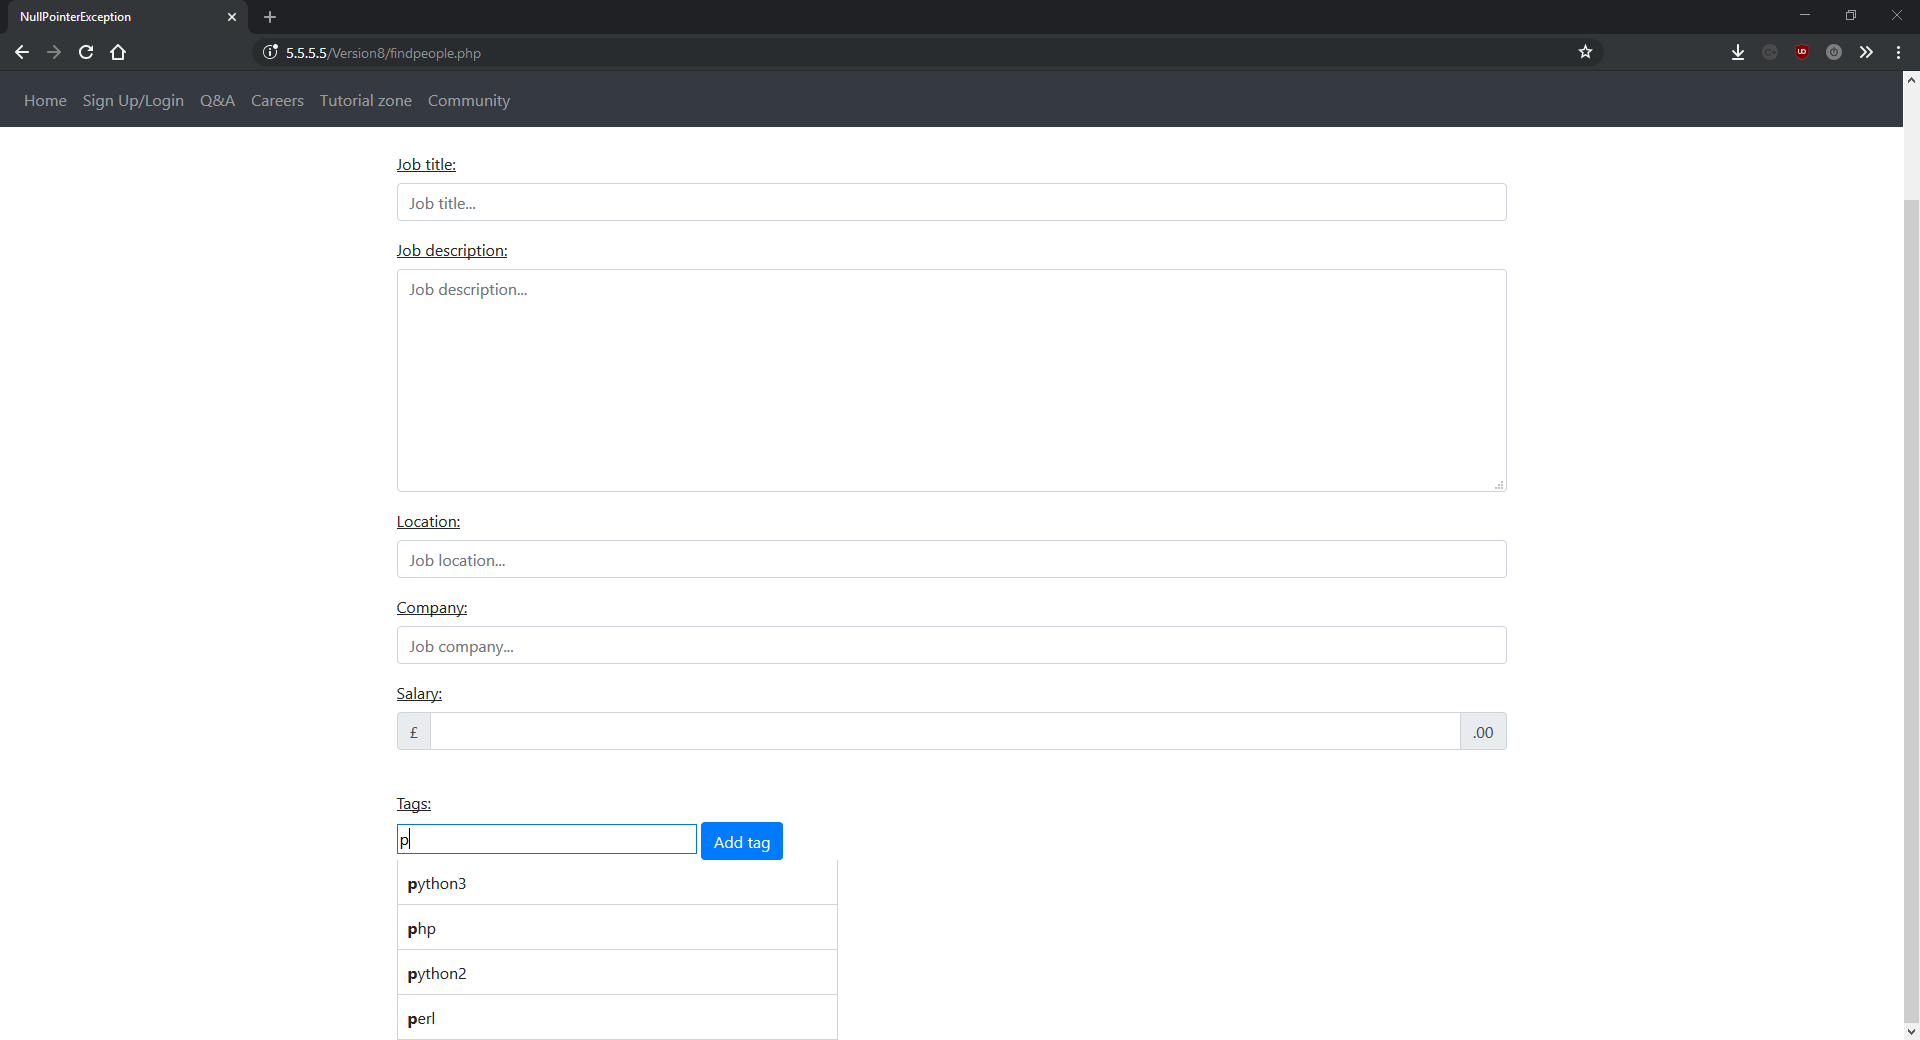 NullPointerException
5.5.5.5/Version8/findpeople.php
Home Sign Up/Login Q&A Careers Tutorial zone Community
Job title:
Job title...
Job description:
Job description...
Location:
Job location...
Company:
Job company...
Salary:
£ .00
Tags:
p Add tag
python3
php
python2
perl